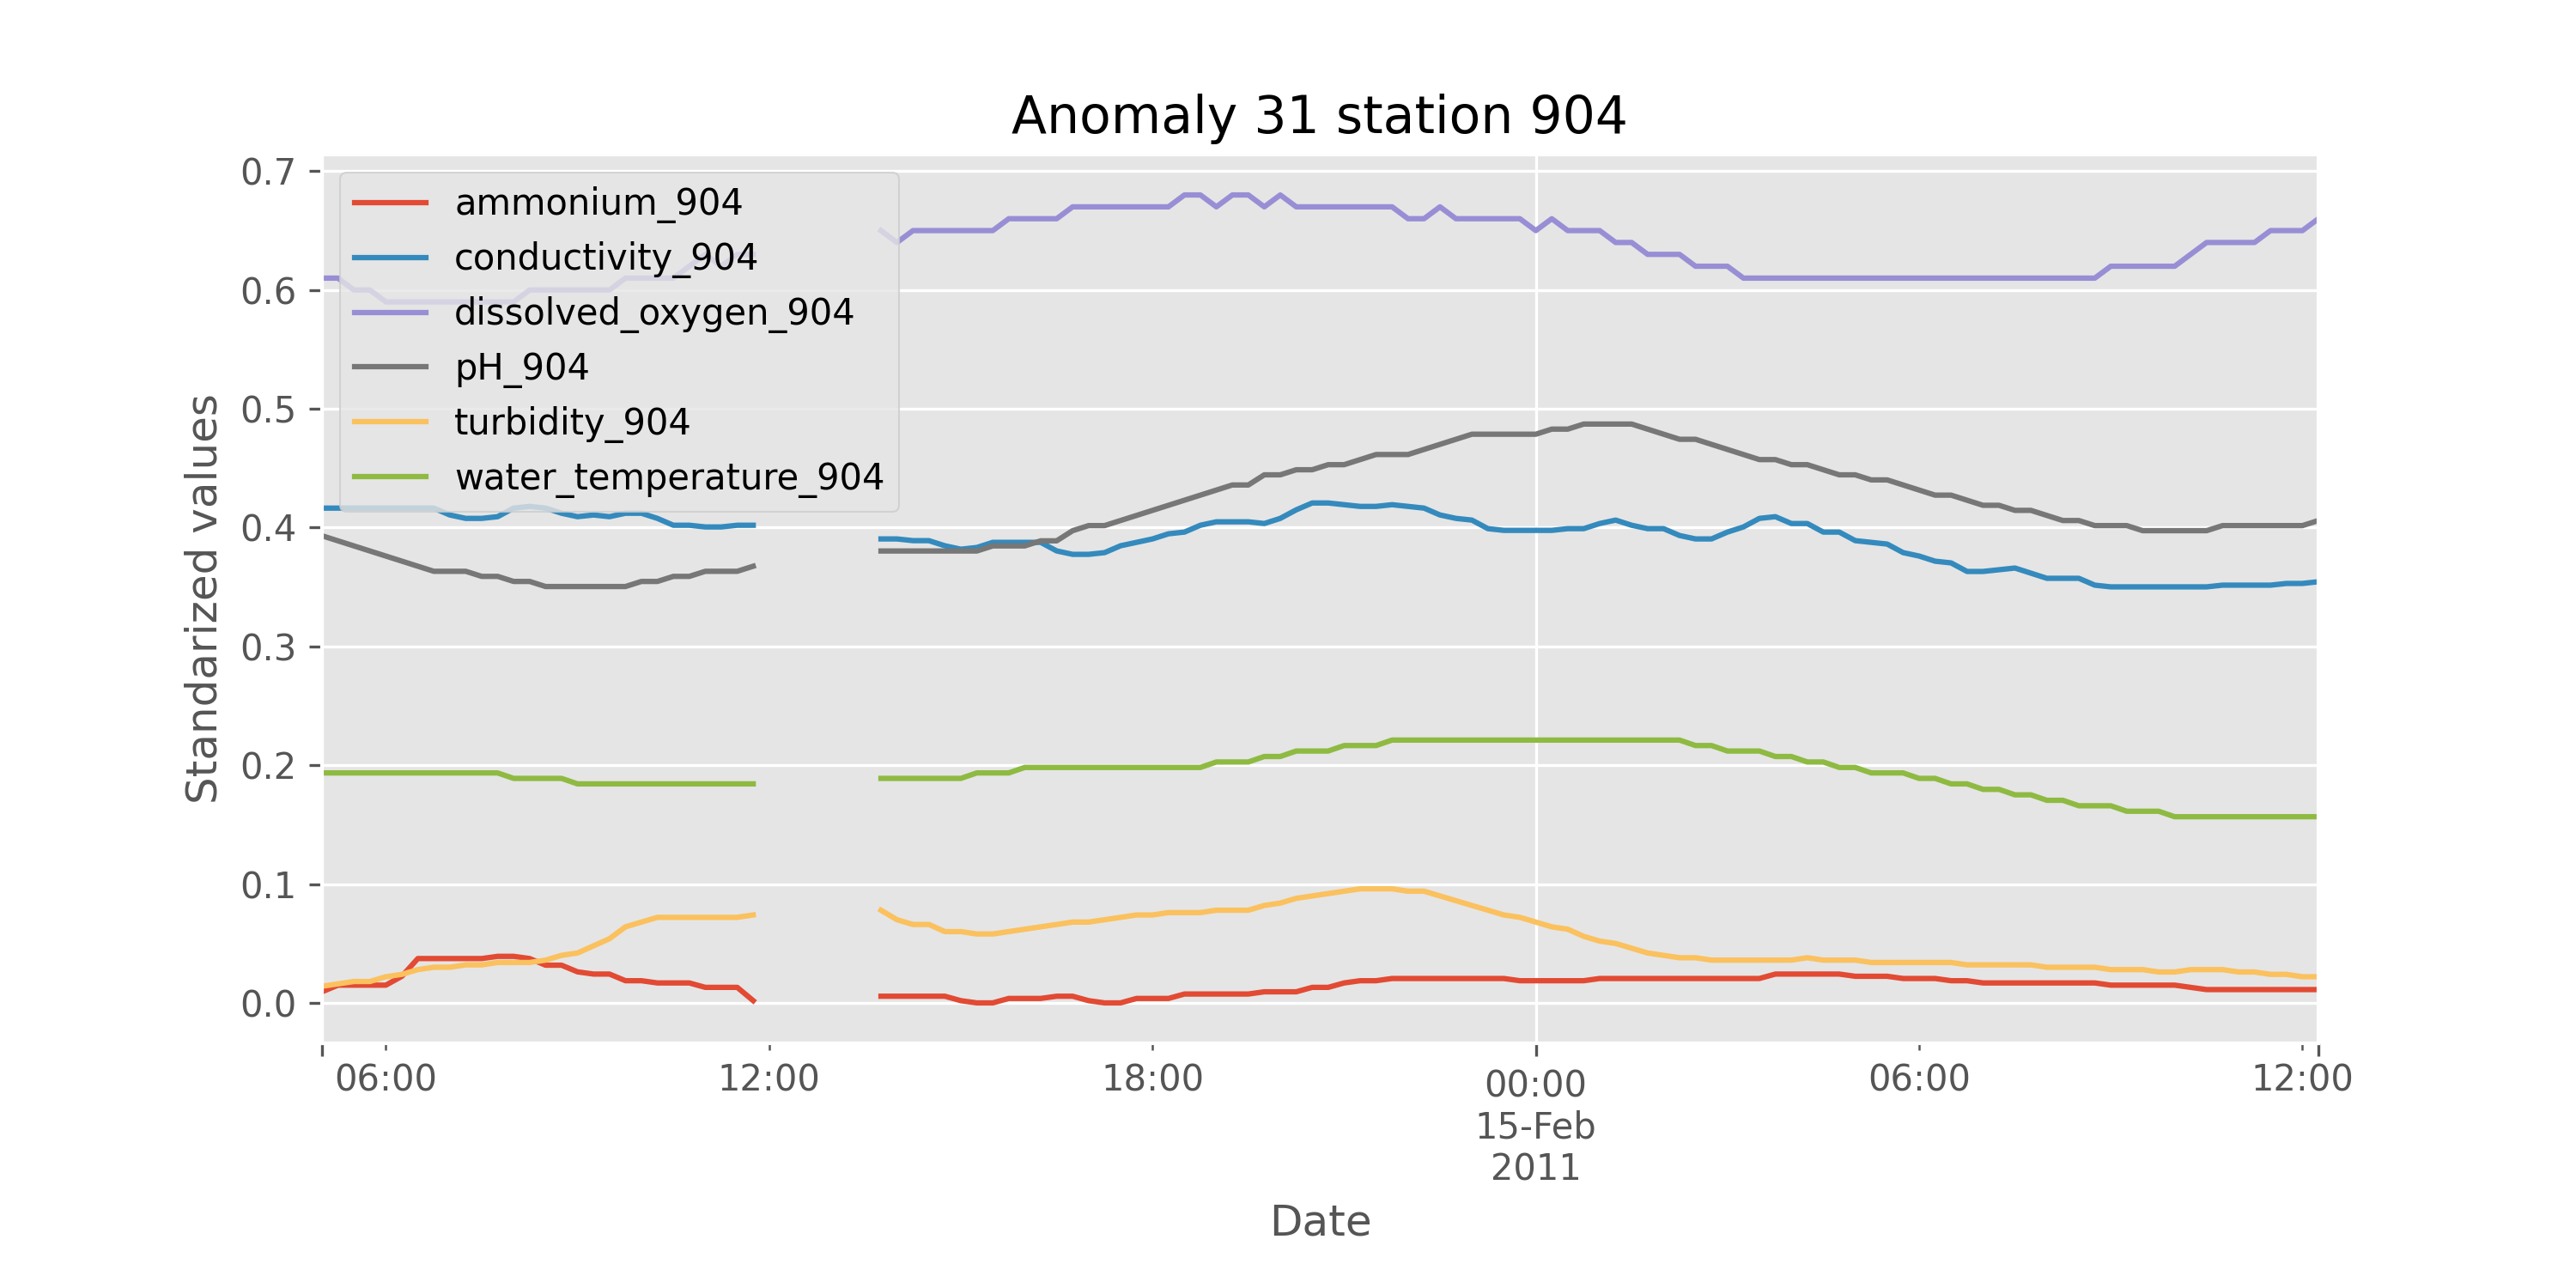 Anomaly 31 station 904
0.7
0.6
0.5
0.4
0.3
0.2
0.1
0.0
Standarized values
ammonium_904
conductivity_904
dissolved_oxygen_904
pH_904
turbidity_904
water_temperature_904
06:00
12:00
18:00
00:00
15-Feb
2011
06:00
12:00
Date